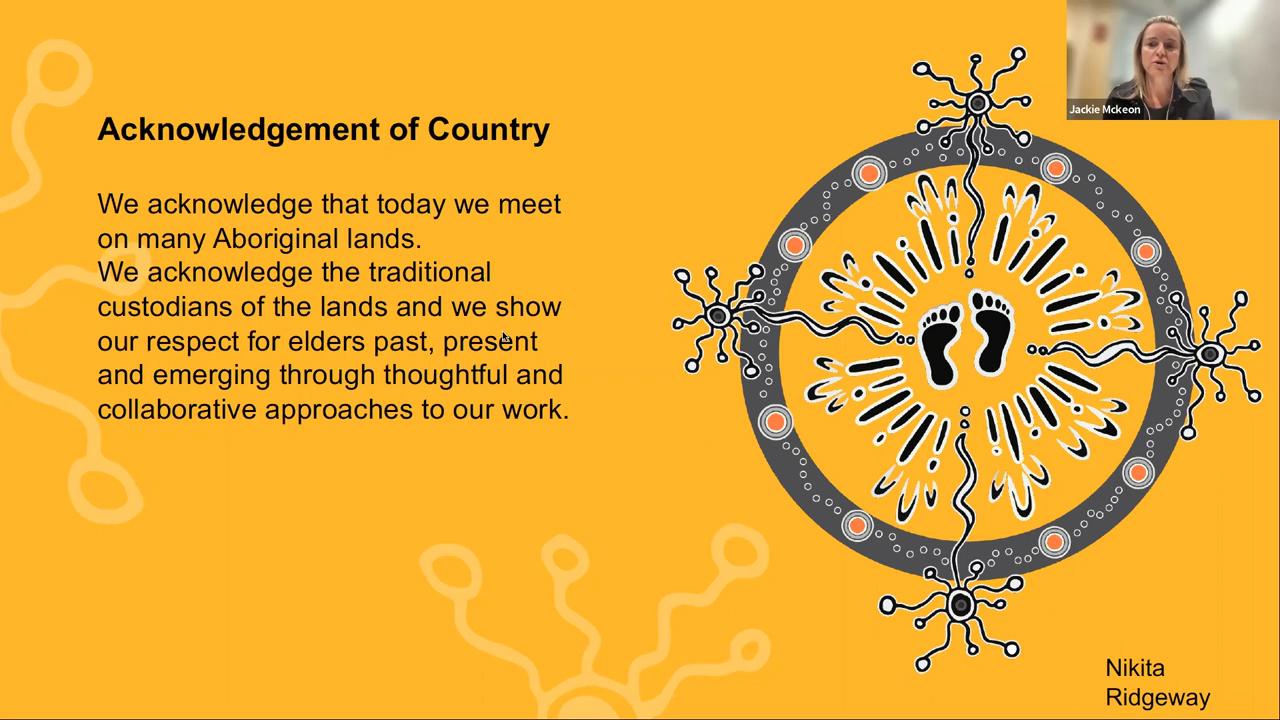 Acknowledgement of Country
We acknowledge that today we meet
on many Aboriginal lands.
We acknowledge the traditional
custodians of the lands and we show
our respect for elders past, present
and emerging through thoughtful and
collaborative approaches to our work.
Jackie Mckeon
Nikita
Ridgeway